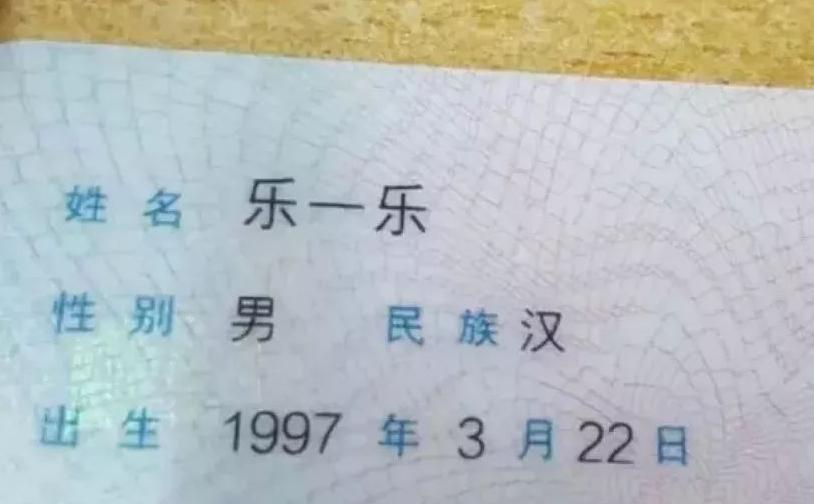 姓名 乐一乐
性别 男 民族 汉
出生 1997 年 3 月 22 日